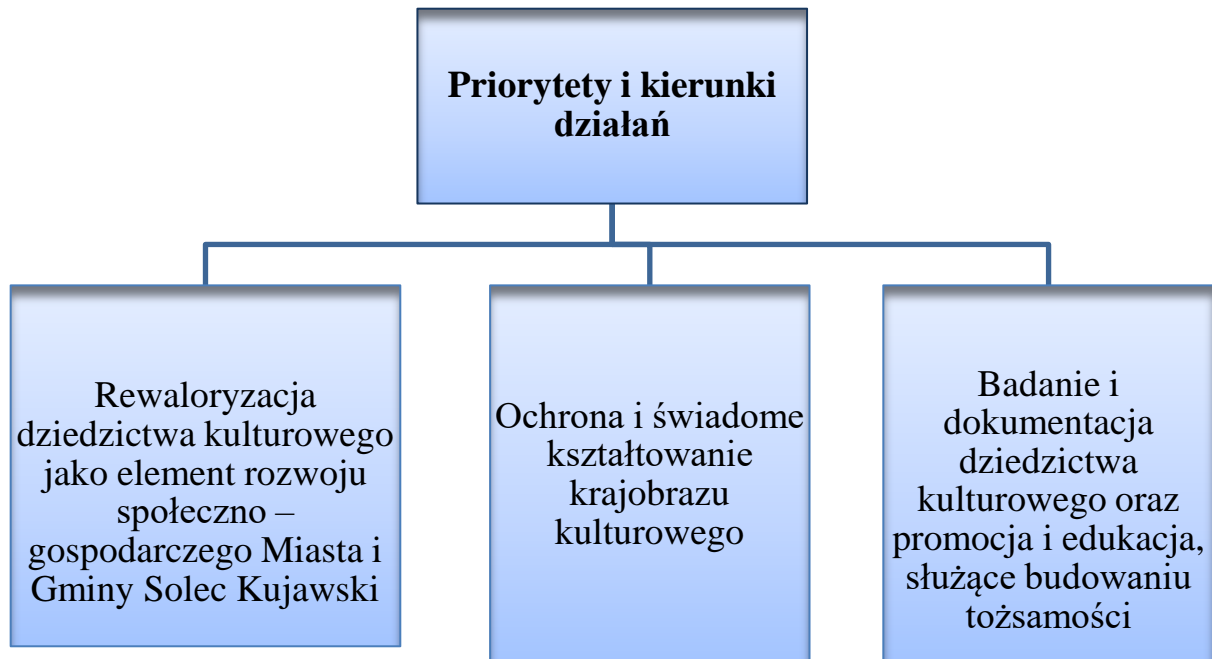 Priorytety i kierunki
działań
Rewaloryzacja
dziedzictwa kulturowego
jako element rozwoju
społeczno –
gospodarczego Miasta i
Gminy Solec Kujawski
Ochrona i świadome
kształtowanie
krajobrazu
kulturowego
Badanie i
dokumentacja
dziedzictwa
kulturowego oraz
promocja i edukacja,
służące budowaniu
tożsamości